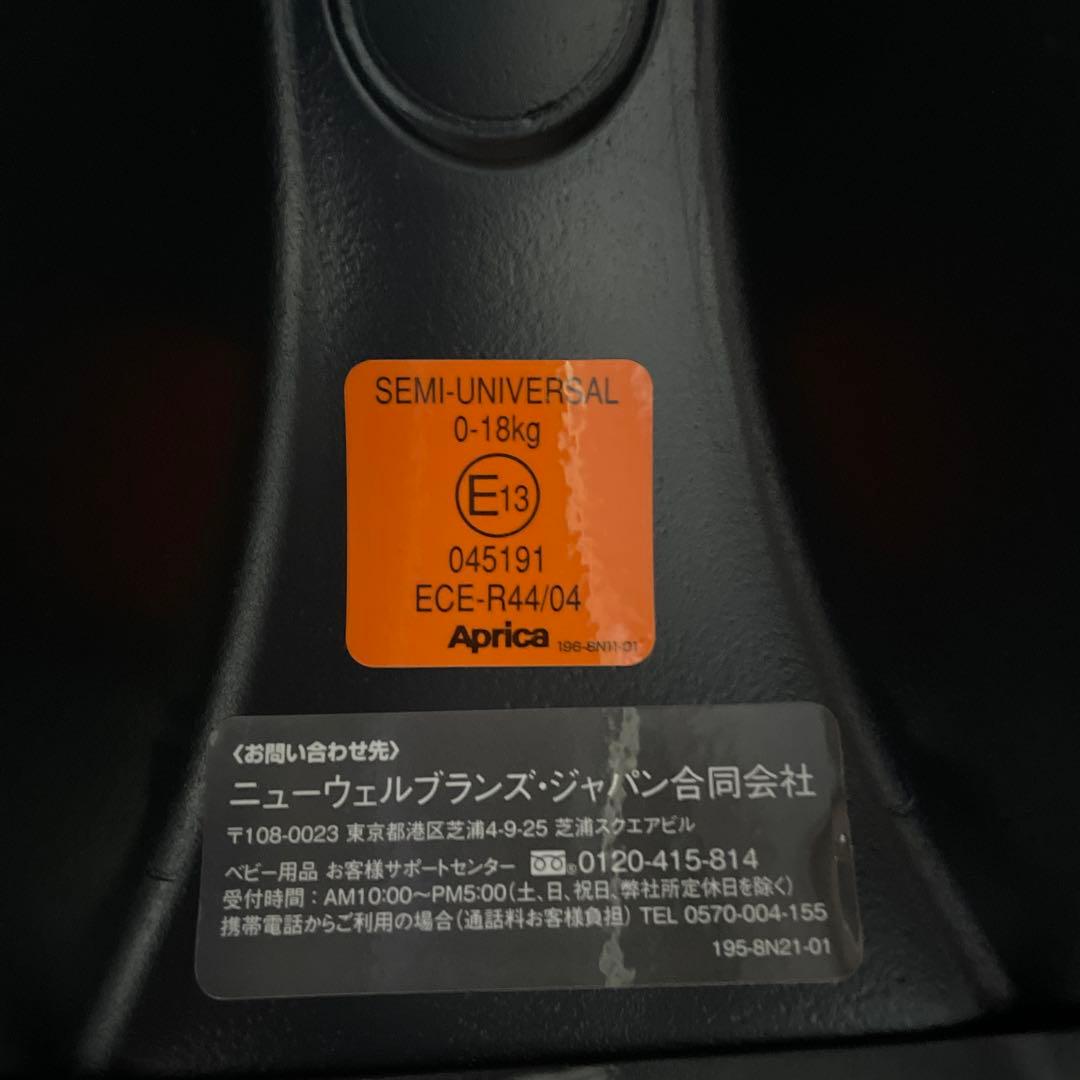 SEMI-UNIVERSAL
0-18kg
E13
045191
ECE-R44/04
Aprica 196-8N11-01
〈お問い合わせ先〉
ニューウェルブランズ・ジャパン合同会社
〒108-0023 東京都港区芝浦4-9-25 芝浦スクエアビル
ベビー用品 お客様サポートセンター 0120-415-814
受付時間：AM10:00〜PM5:00(土、日、祝日、弊社所定休日を除く)
携帯電話からご利用の場合(通話料お客様負担) TEL 0570-004-155
195-8N21-01